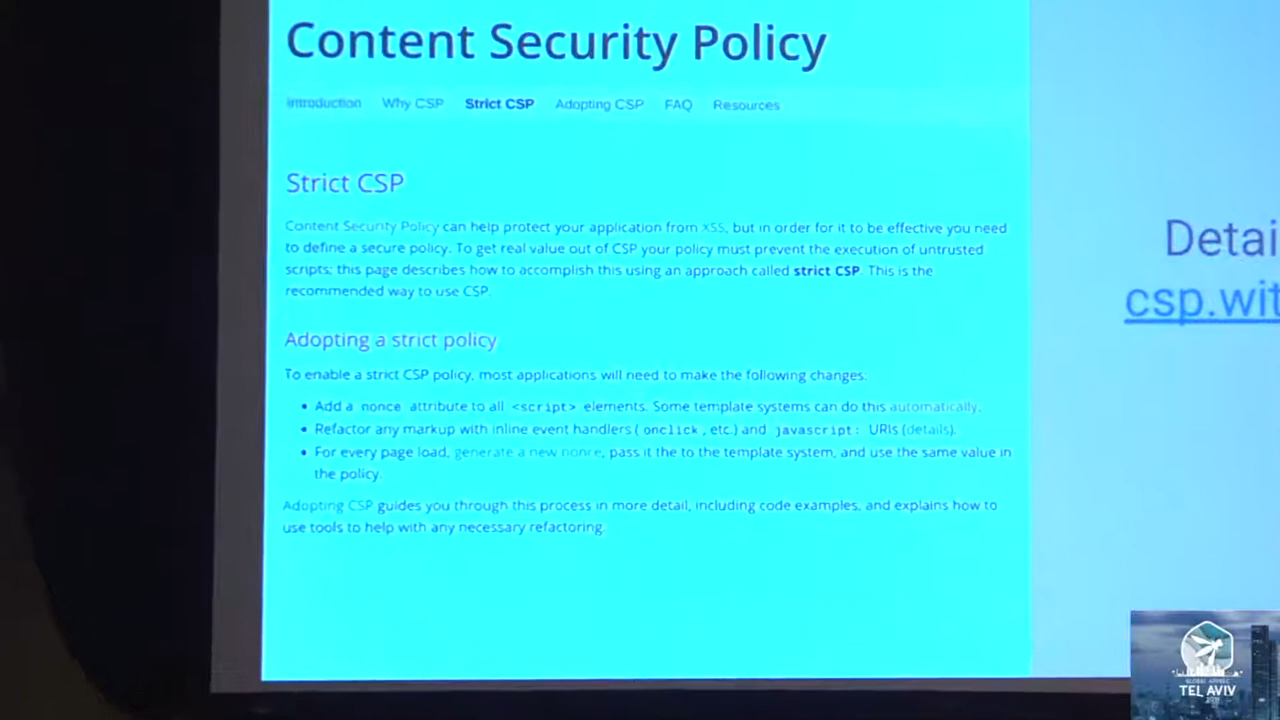 Content Security Policy
Introduction Why CSP Strict CSP Adopting CSP FAQ Resources
Strict CSP
Content Security Policy can help protect your application from XSS, but in order for it to be effective you need
to define a secure policy. To get real value out of CSP your policy must prevent the execution of untrusted
scripts; this page describes how to accomplish this using an approach called strict CSP. This is the
recommended way to use CSP.
Detai
csp.wit
Adopting a strict policy
To enable a strict CSP policy, most applications will need to make the following changes:
• Add a nonce attribute to all <script> elements. Some template systems can do this automatically.
• Refactor any markup with inline event handlers ( onclick , etc.) and javascript: URIs (details).
• For every page load, generate a new nonce, pass it the to the template system, and use the same value in
the policy.
Adopting CSP guides you through this process in more detail, including code examples, and explains how to
use tools to help with any necessary refactoring.
GLOBAL APPSEC
TEL AVIV